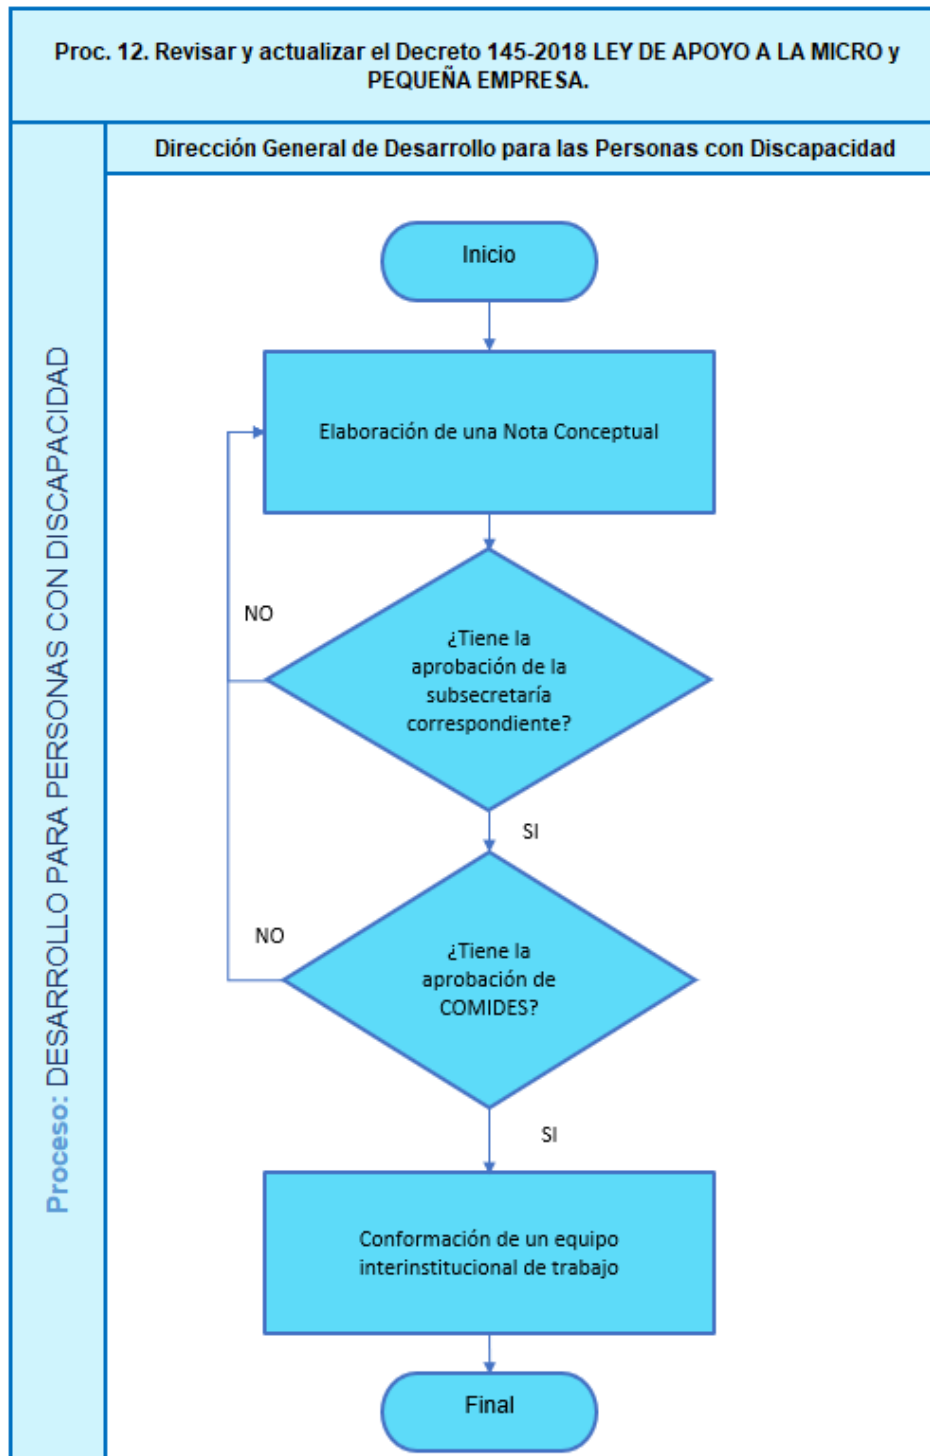 Proc. 12. Revisar y actualizar el Decreto 145-2018 LEY DE APOYO A LA MICRO y
PEQUEÑA EMPRESA.
Dirección General de Desarrollo para las Personas con Discapacidad
Proceso: DESARROLLO PARA PERSONAS CON DISCAPACIDAD
Inicio
Elaboración de una Nota Conceptual
NO
¿Tiene la
aprobación de la
subsecretaría
correspondiente?
SI
NO
¿Tiene la
aprobación de
COMIDES?
SI
Conformación de un equipo
interinstitucional de trabajo
Final